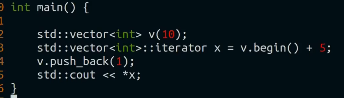 int main() {
std::vector<int> v(10);
std::vector<int>::iterator x = v.begin() + 5;
v.push_back(1);
std::cout << *x;
}